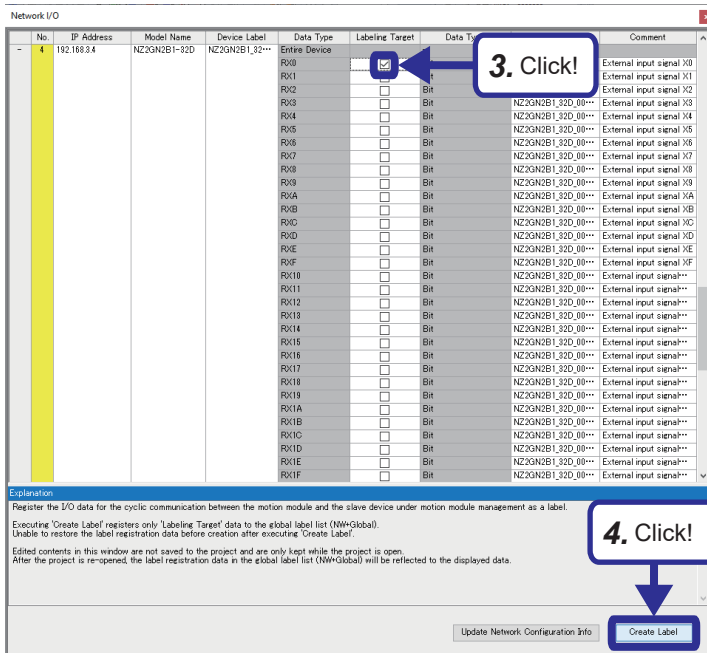 Network I/O
No. IP Address Model Name Device Label Data Type Labeling Target Data Ty Comment
− 4 192.168.3.4 NZ2GN2B1-32D NZ2GN2B1_32··· Entire Device
RX0 External input signal X0
RX1 Bit External input signal X1
RX2 Bit External input signal X2
RX3 Bit NZ2GN2B1_32D_00··· External input signal X3
RX4 Bit NZ2GN2B1_32D_00··· External input signal X4
RX5 Bit NZ2GN2B1_32D_00··· External input signal X5
RX6 Bit NZ2GN2B1_32D_00··· External input signal X6
RX7 Bit NZ2GN2B1_32D_00··· External input signal X7
RX8 Bit NZ2GN2B1_32D_00··· External input signal X8
RX9 Bit NZ2GN2B1_32D_00··· External input signal X9
RXA Bit NZ2GN2B1_32D_00··· External input signal XA
RXB Bit NZ2GN2B1_32D_00··· External input signal XB
RXC Bit NZ2GN2B1_32D_00··· External input signal XC
RXD Bit NZ2GN2B1_32D_00··· External input signal XD
RXE Bit NZ2GN2B1_32D_00··· External input signal XE
RXF Bit NZ2GN2B1_32D_00··· External input signal XF
RX10 Bit NZ2GN2B1_32D_00··· External input signal···
RX11 Bit NZ2GN2B1_32D_00··· External input signal···
RX12 Bit NZ2GN2B1_32D_00··· External input signal···
RX13 Bit NZ2GN2B1_32D_00··· External input signal···
RX14 Bit NZ2GN2B1_32D_00··· External input signal···
RX15 Bit NZ2GN2B1_32D_00··· External input signal···
RX16 Bit NZ2GN2B1_32D_00··· External input signal···
RX17 Bit NZ2GN2B1_32D_00··· External input signal···
RX18 Bit NZ2GN2B1_32D_00··· External input signal···
RX19 Bit NZ2GN2B1_32D_00··· External input signal···
RX1A Bit NZ2GN2B1_32D_00··· External input signal···
RX1B Bit NZ2GN2B1_32D_00··· External input signal···
RX1C Bit NZ2GN2B1_32D_00··· External input signal···
RX1D Bit NZ2GN2B1_32D_00··· External input signal···
RX1E Bit NZ2GN2B1_32D_00··· External input signal···
RX1F Bit NZ2GN2B1_32D_00··· External input signal···
3. Click!
Explanation
Register the I/O data for the cyclic communication between the motion module and the slave device under motion module management as a label.
Executing 'Create Label' registers only 'Labeling Target' data to the global label list (NW+Global).
Unable to restore the label registration data before creation after executing 'Create Label'.
Edited contents in this window are not saved to the project and are only kept while the project is open.
After the project is re-opened, the label registration data in the global label list (NW+Global) will be reflected to the displayed data.
4. Click!
Update Network Configuration Info Create Label